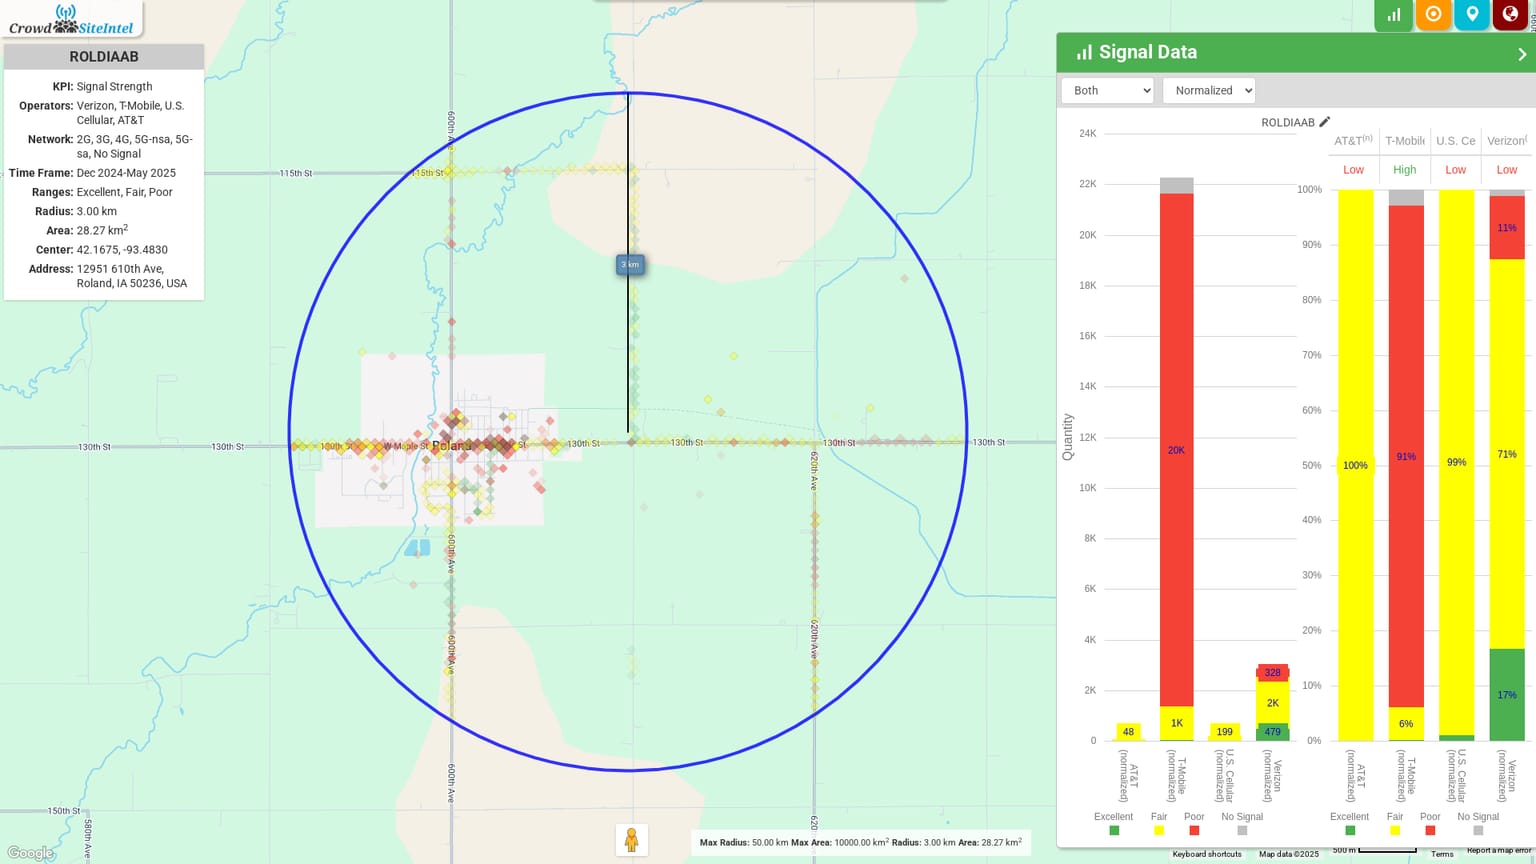 Crowd SiteIntel
ROLDIAAB
KPI: Signal Strength
Operators: Verizon, T-Mobile, U.S.
Cellular, AT&T
Network: 2G, 3G, 4G, 5G-nsa, 5G-
sa, No Signal
Time Frame: Dec 2024-May 2025
Ranges: Excellent, Fair, Poor
Radius: 3.00 km
Area: 28.27 km2
Center: 42.1675, -93.4830
Address: 12951 610th Ave,
Roland, IA 50236, USA
600th Ave
115th St
115th St
3 km
130th St
130th St
130th St
W Maple St
Roland
St
130th St
130th St
130th St
130th St
620th Ave
600th Ave
600th Ave
620th Ave
600th Ave
620
150th St
580th Ave
Google
Max Radius: 50.00 km Max Area: 10000.00 km2 Radius: 3.00 km Area: 28.27 km2
Signal Data
Both
Normalized
ROLDIAAB
Quantity
24K
22K
20K
18K
16K
14K
12K
10K
8K
6K
4K
2K
0
20K
1K
48
199
328
2K
479
AT&T (normalized)
T-Mobile (normalized)
U.S. Cellular (normalized)
Verizon (normalized)
Excellent Fair Poor No Signal
AT&T(n) T-Mobile U.S. Ce Verizon(
Low High Low Low
100%
90%
80%
70%
60%
50%
40%
30%
20%
10%
0%
100%
91%
6%
99%
11%
71%
17%
AT&T (normalized)
T-Mobile (normalized)
U.S. Cellular (normalized)
Verizon (normalized)
Excellent Fair Poor No Signal
Keyboard shortcuts
Map data ©2025
500 m
Terms
Report a map error